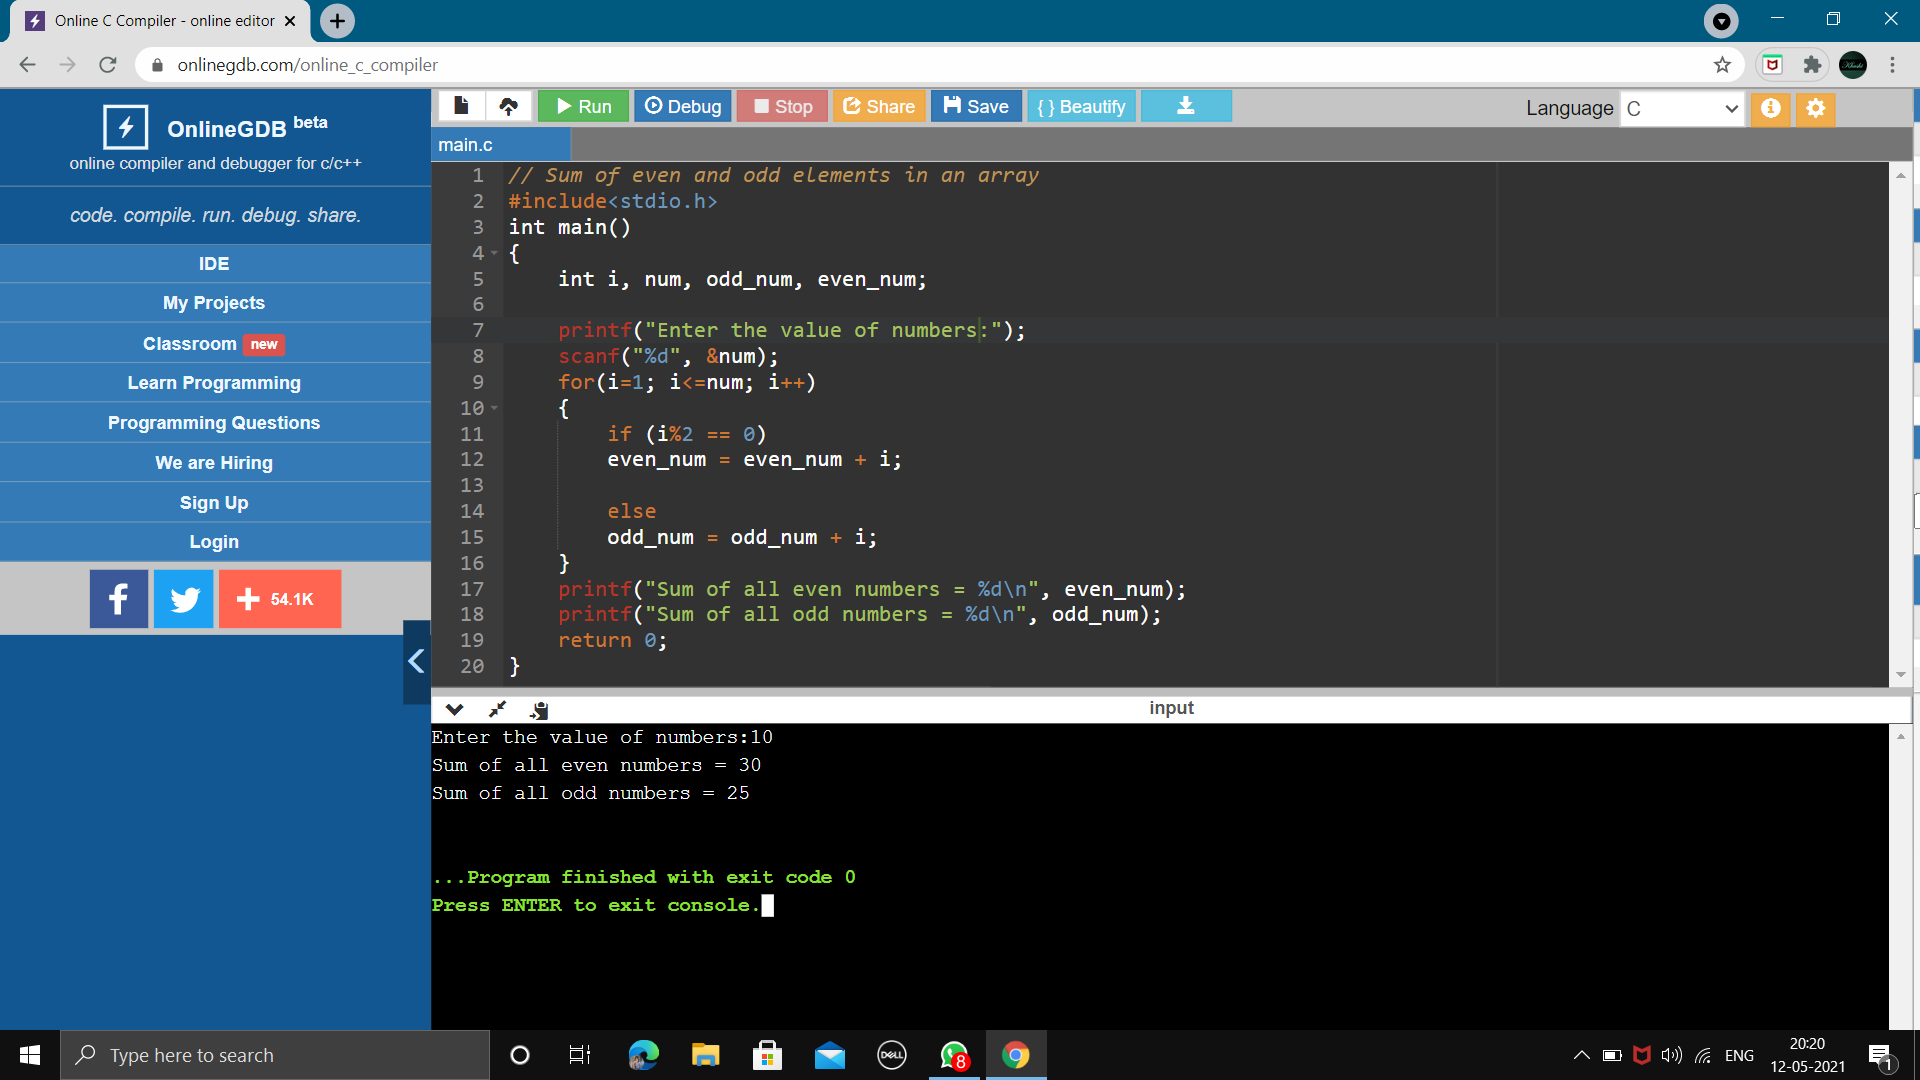 Online C Compiler - online editor
onlinegdb.com/online_c_compiler
OnlineGDB beta
online compiler and debugger for c/c++
code. compile. run. debug. share.
IDE
My Projects
Classroom new
Learn Programming
Programming Questions
We are Hiring
Sign Up
Login
f
+ 54.1K
Run Debug Stop Share Save { } Beautify
Language C
main.c
1 // Sum of even and odd elements in an array
2 #include<stdio.h>
3 int main()
4 {
5 int i, num, odd_num, even_num;
6
7 printf("Enter the value of numbers:");
8 scanf("%d", &num);
9 for(i=1; i<=num; i++)
10 {
11 if (i%2 == 0)
12 even_num = even_num + i;
13
14 else
15 odd_num = odd_num + i;
16 }
17 printf("Sum of all even numbers = %d\n", even_num);
18 printf("Sum of all odd numbers = %d\n", odd_num);
19 return 0;
20 }
input
Enter the value of numbers:10
Sum of all even numbers = 30
Sum of all odd numbers = 25
...Program finished with exit code 0
Press ENTER to exit console.
Type here to search
DELL
8
ENG
20:20
12-05-2021
1